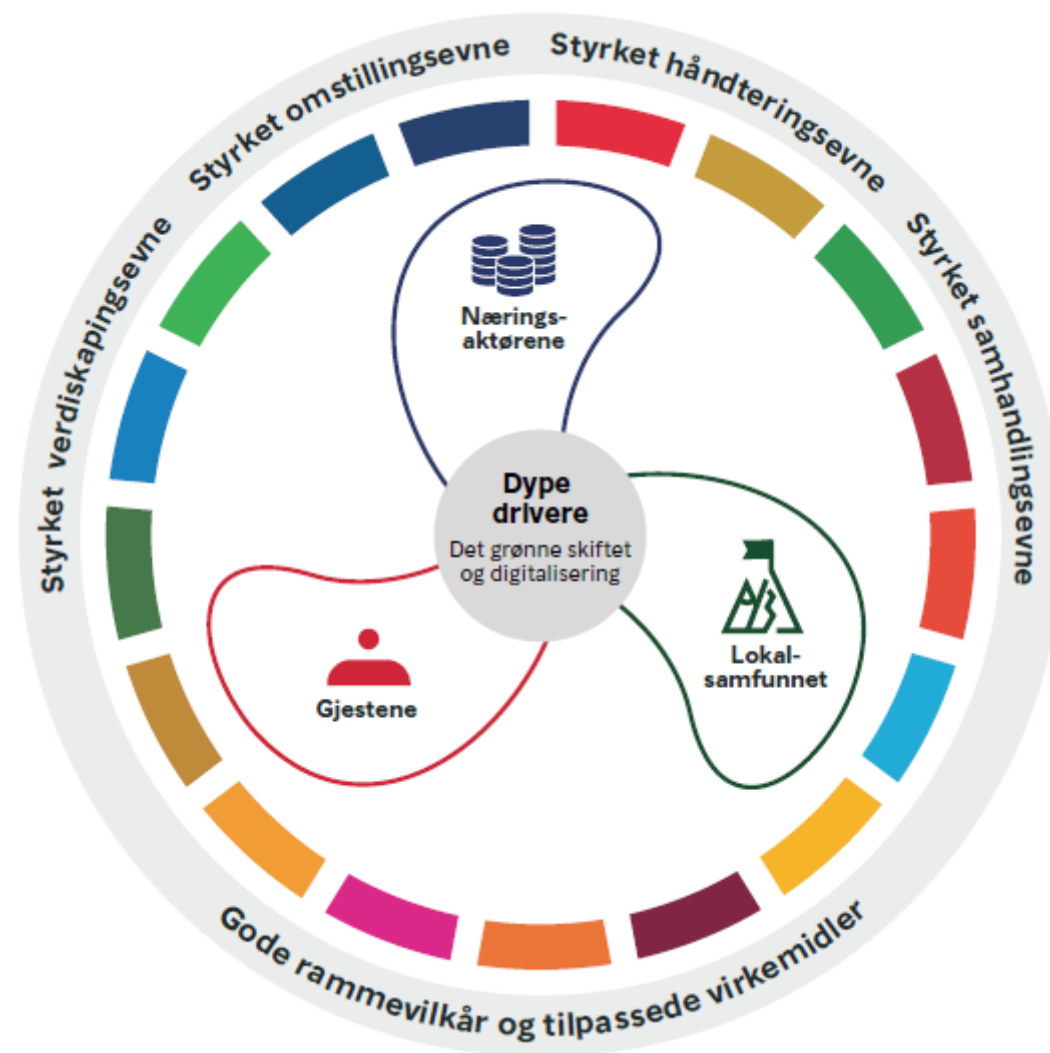 Styrket omstillingsevne
Styrket håndteringsevne
Styrket verdiskapingsevne
Styrket samhandlingsevne
Nærings-
aktørene
Dype
drivere
Det grønne skiftet
og digitalisering
Lokal-
samfunnet
Gjestene
Gode rammevilkår og tilpassede virkemidler